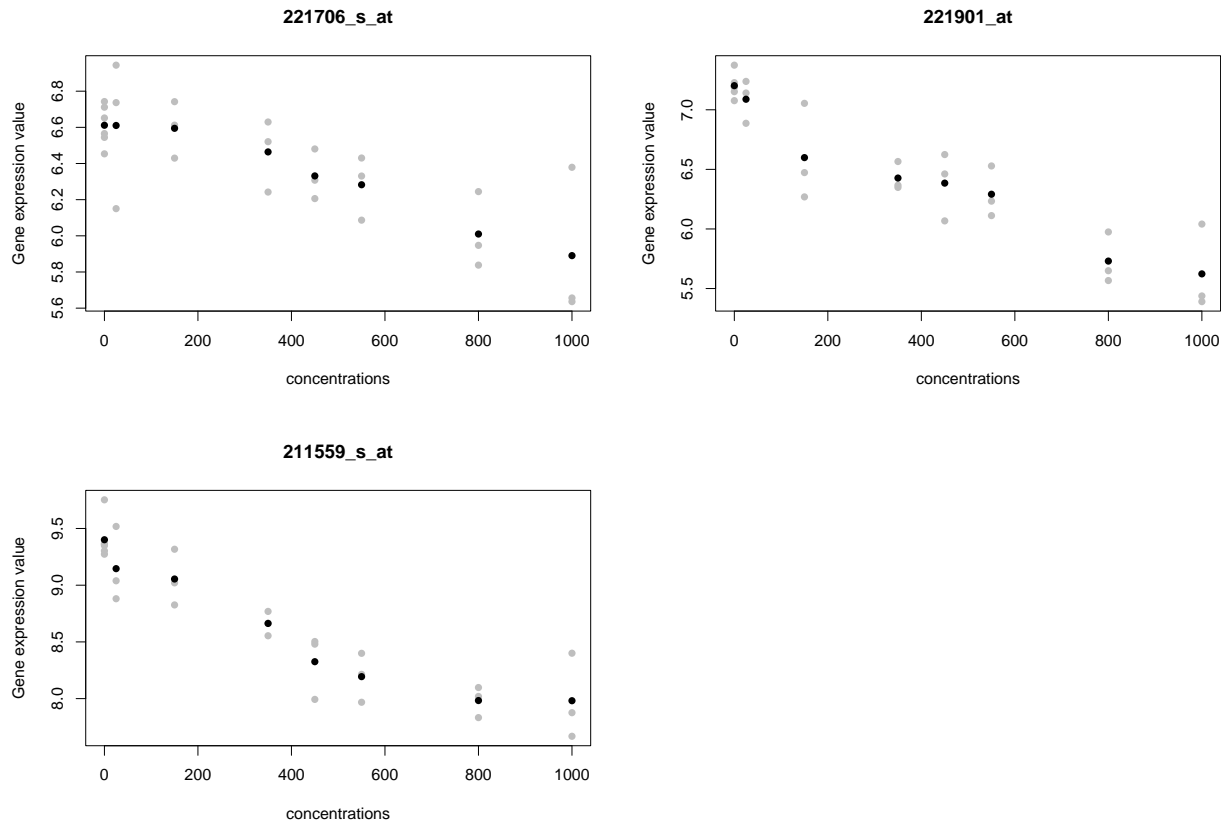 221706_s_at
Gene expression value
6.8
6.6
6.4
6.2
6.0
5.8
5.6
0 200 400 600 800 1000
concentrations
221901_at
Gene expression value
7.0
6.5
6.0
5.5
0 200 400 600 800 1000
concentrations
211559_s_at
Gene expression value
9.5
9.0
8.5
8.0
0 200 400 600 800 1000
concentrations